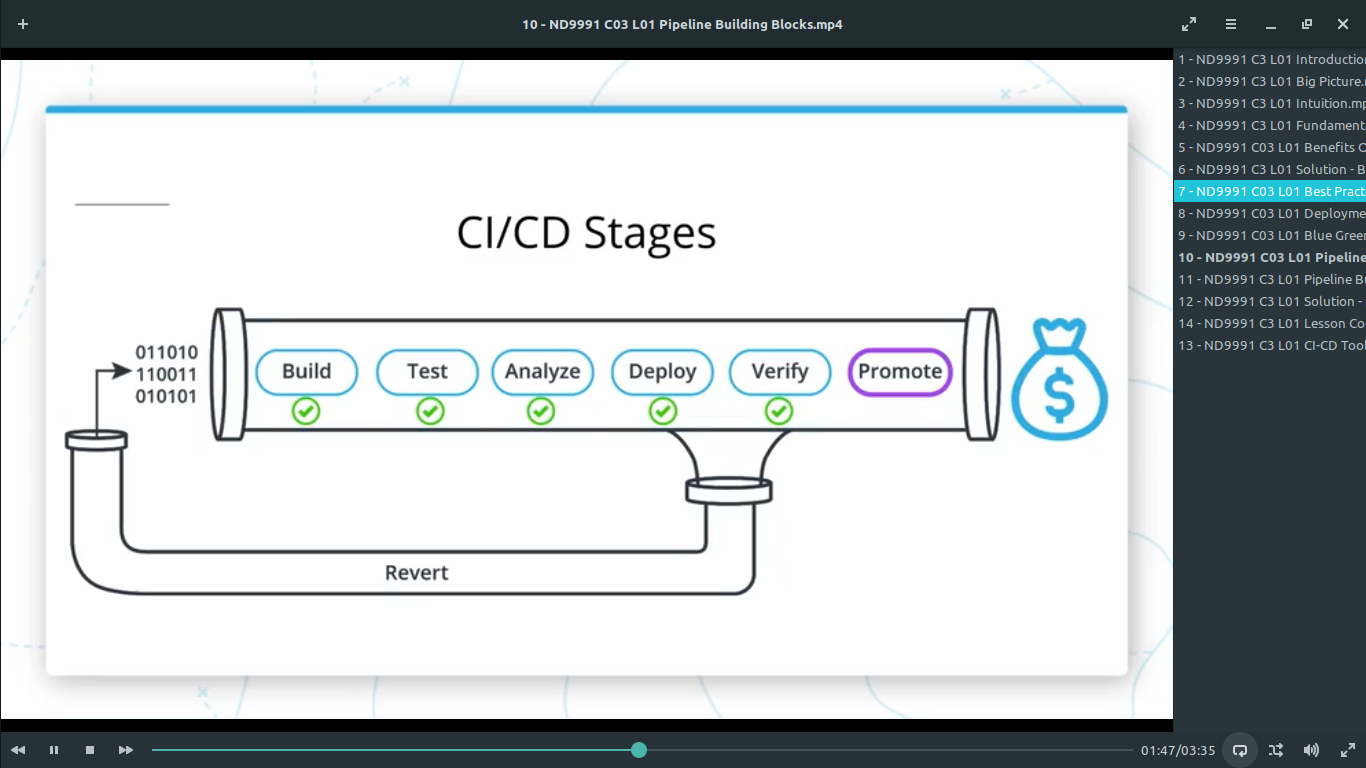 10 - ND9991 C03 L01 Pipeline Building Blocks.mp4
CI/CD Stages
011010
110011
010101
Build
Test
Analyze
Deploy
Verify
Promote
$
Revert
1 - ND9991 C3 L01 Introduction
2 - ND9991 C3 L01 Big Picture.
3 - ND9991 C3 L01 Intuition.mp
4 - ND9991 C3 L01 Fundament
5 - ND9991 C03 L01 Benefits O
6 - ND9991 C3 L01 Solution - B
7 - ND9991 C03 L01 Best Pract
8 - ND9991 C03 L01 Deployme
9 - ND9991 C03 L01 Blue Gree
10 - ND9991 C03 L01 Pipeline
11 - ND9991 C3 L01 Pipeline B
12 - ND9991 C3 L01 Solution -
14 - ND9991 C3 L01 Lesson Co
13 - ND9991 C3 L01 CI-CD Tool
01:47/03:35